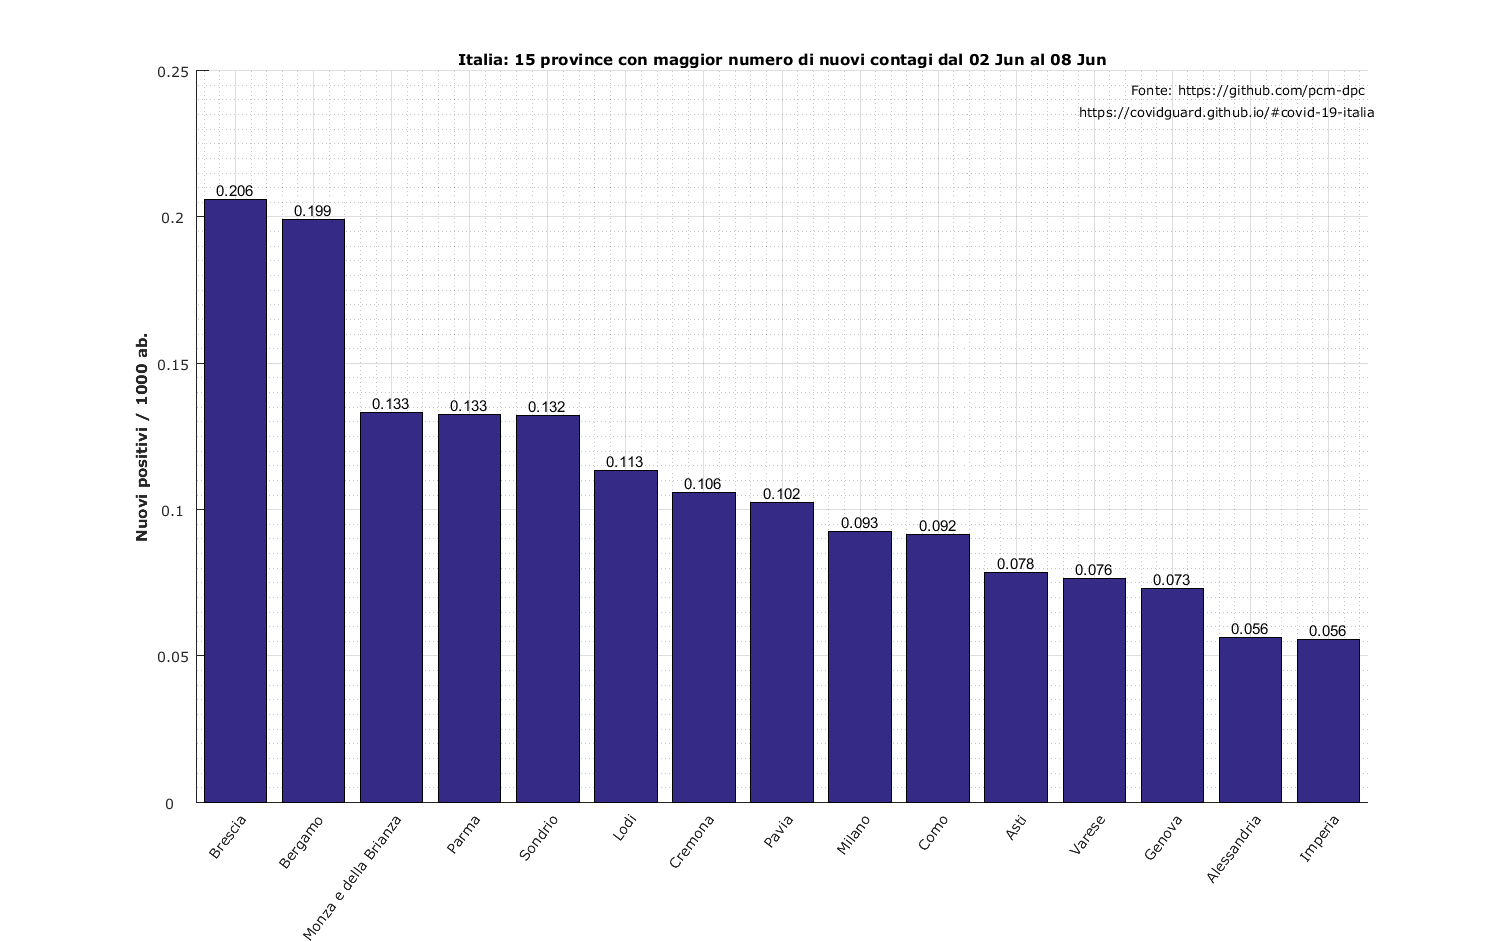 Italia: 15 province con maggior numero di nuovi contagi dal 02 Jun al 08 Jun
Fonte: https://github.com/pcm-dpc
https://covidguard.github.io/#covid-19-italia
Nuovi positivi / 1000 ab.
0.25
0.2
0.15
0.1
0.05
0
0.206
0.199
0.133
0.133
0.132
0.113
0.106
0.102
0.093
0.092
0.078
0.076
0.073
0.056
0.056
Brescia
Bergamo
Monza e della Brianza
Parma
Sondrio
Lodi
Cremona
Pavia
Milano
Como
Asti
Varese
Genova
Alessandria
Imperia